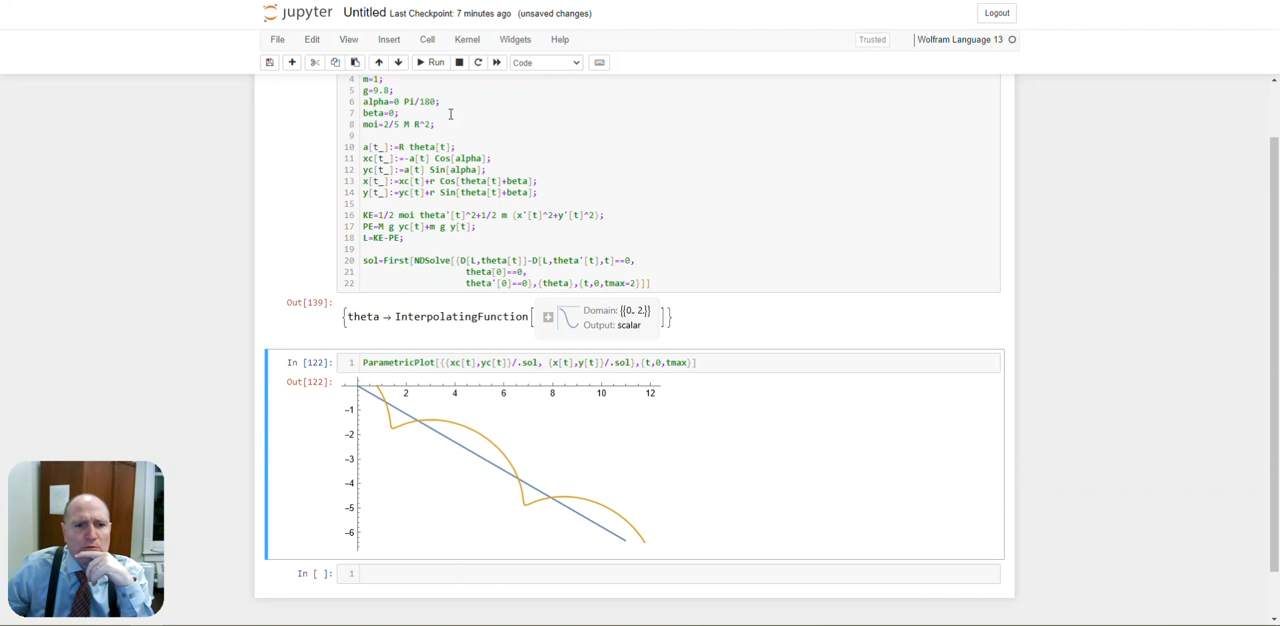 jupyter Untitled Last Checkpoint: 7 minutes ago (unsaved changes)
Logout
File Edit View Insert Cell Kernel Widgets Help
Trusted
Wolfram Language 13
Run
Code
4 m=1;
5 g=9.8;
6 alpha=0 Pi/180;
7 beta=0;
8 moi=2/5 M R^2;
9
10 a[t_]:=R theta[t];
11 xc[t_]:=-a[t] Cos[alpha];
12 yc[t_]:=a[t] Sin[alpha];
13 x[t_]:=xc[t]+r Cos[theta[t]+beta];
14 y[t_]:=yc[t]+r Sin[theta[t]+beta];
15
16 KE=1/2 moi theta'[t]^2+1/2 m (x'[t]^2+y'[t]^2);
17 PE=M g yc[t]+m g y[t];
18 L=KE-PE;
19
20 sol=First[NDSolve[{D[L,theta[t]]-D[L,theta'[t],t]==0,
21 theta[0]==0,
22 theta'[0]==0},{theta},{t,0,tmax=2}]]
Out[139]:
{theta → InterpolatingFunction[ Domain: {{0., 2.}} ]}
Output: scalar
In [122]: 1 ParametricPlot[{{xc[t],yc[t]}/.sol, {x[t],y[t]}/.sol},{t,0,tmax}]
Out[122]:
2 4 6 8 10 12
-1
-2
-3
-4
-5
-6
In [ ]: 1